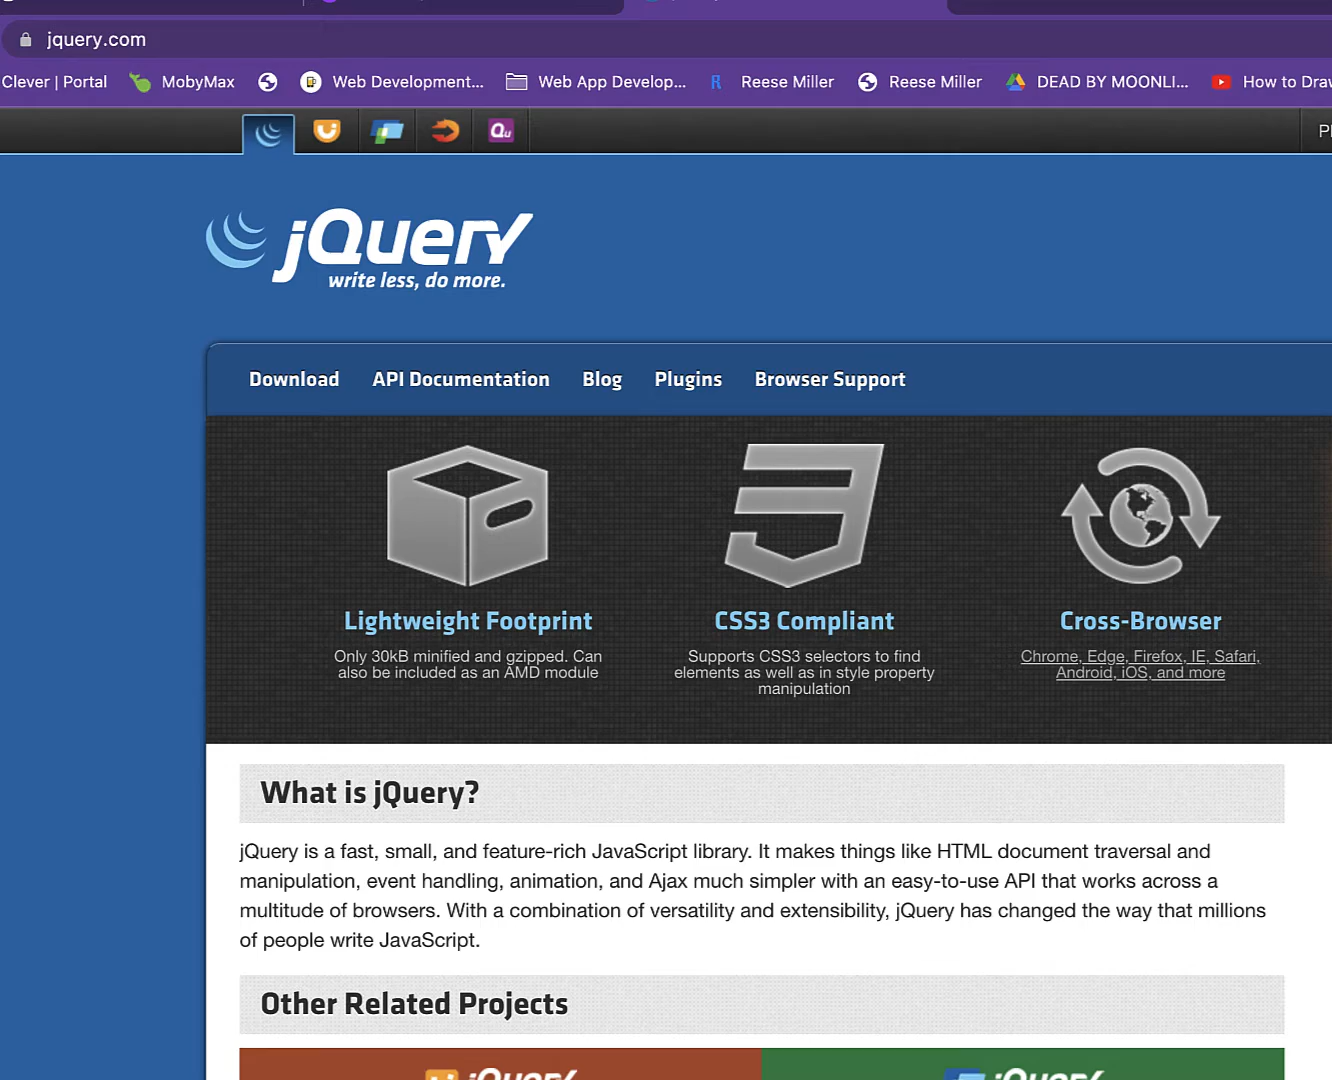 jquery.com
Clever | Portal
MobyMax
Web Development...
Web App Develop...
R
Reese Miller
Reese Miller
DEAD BY MOONLI...
How to Draw
Qu
Pl
jQuery
write less, do more.
Download
API Documentation
Blog
Plugins
Browser Support
Lightweight Footprint
Only 30kB minified and gzipped. Can
also be included as an AMD module
CSS3 Compliant
Supports CSS3 selectors to find
elements as well as in style property
manipulation
Cross-Browser
Chrome, Edge, Firefox, IE, Safari,
Android, iOS, and more
What is jQuery?
jQuery is a fast, small, and feature-rich JavaScript library. It makes things like HTML document traversal and
manipulation, event handling, animation, and Ajax much simpler with an easy-to-use API that works across a
multitude of browsers. With a combination of versatility and extensibility, jQuery has changed the way that millions
of people write JavaScript.
Other Related Projects
jQuery
jQuery